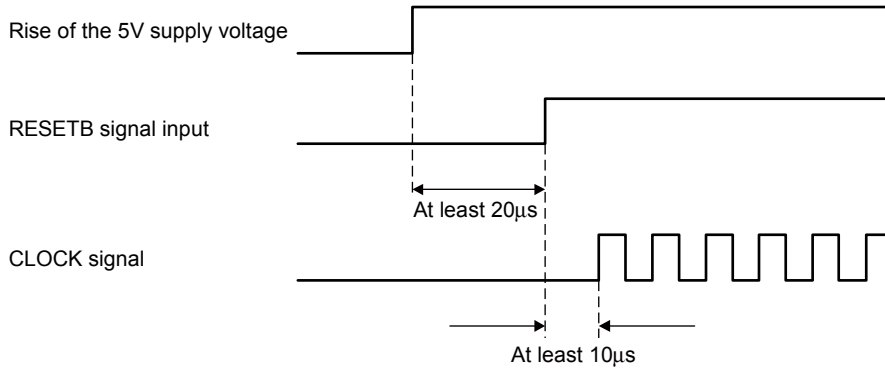 Rise of the 5V supply voltage
RESETB signal input
At least 20µs
CLOCK signal
At least 10µs